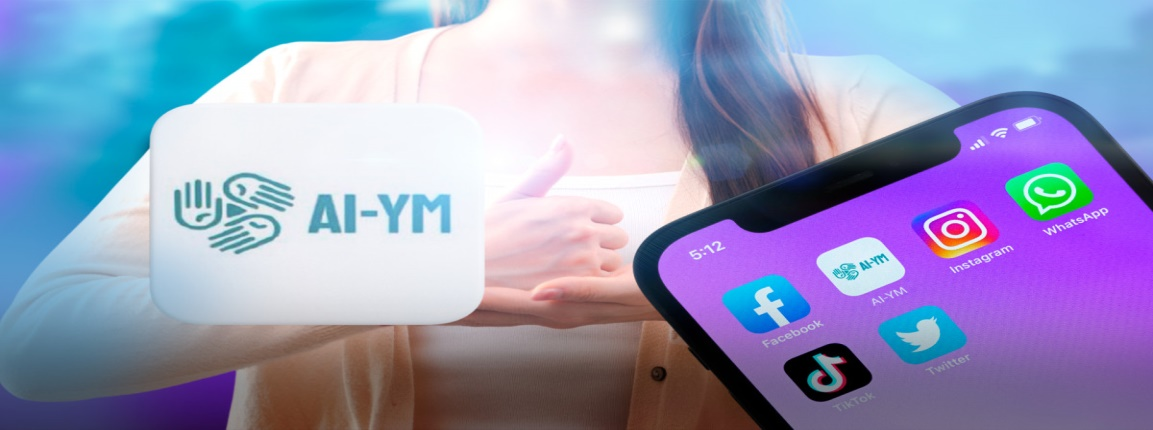 AI-YM
5:12
Facebook
AI-YM
AI-YM
Instagram
WhatsApp
TikTok
Twitter